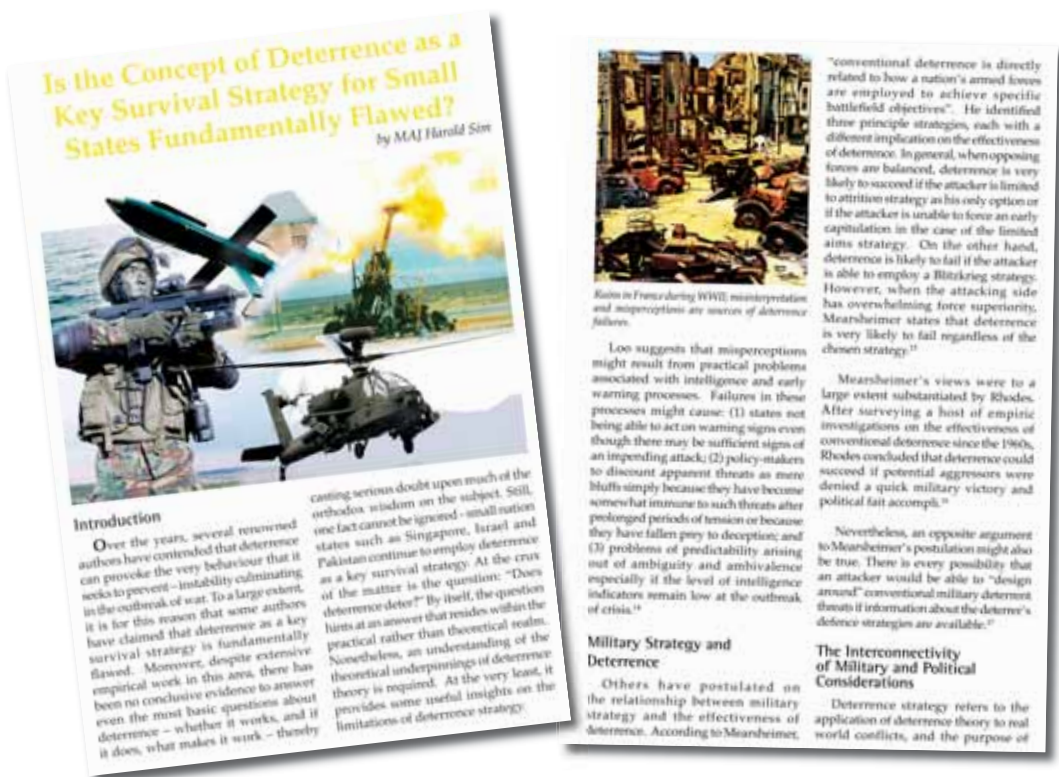 Is the Concept of Deterrence as a
Key Survival Strategy for Small
States Fundamentally Flawed?
by MAJ Harold Sim
Introduction
Over the years, several renowned
authors have contended that deterrence
can provoke the very behaviour that it
seeks to prevent – instability culminating
in the outbreak of war. To a large extent,
it is for this reason that some authors
have claimed that deterrence as a key
survival strategy is fundamentally
flawed. Moreover, despite extensive
empirical work in this area, there has
been no conclusive evidence to answer
even the most basic questions about
deterrence – whether it works, and if
it does, what makes it work – thereby
casting serious doubt upon much of the
orthodox wisdom on the subject. Still,
one fact cannot be ignored - small nation
states such as Singapore, Israel and
Pakistan continue to employ deterrence
as a key survival strategy. At the crux
of the matter is the question: "Does
deterrence deter?" By itself, the question
hints at an answer that resides within the
practical rather than theoretical realm.
Nonetheless, an understanding of the
theoretical underpinnings of deterrence
theory is required. At the very least, it
provides some useful insights on the
limitations of deterrence strategy.
Ruins in France during WWII; misinterpretation
and misperceptions are sources of deterrence
failures.
Loo suggests that misperceptions
might result from practical problems
associated with intelligence and early
warning processes. Failures in these
processes might cause: (1) states not
being able to act on warning signs even
though there may be sufficient signs of
an impending attack; (2) policy-makers
to discount apparent threats as mere
bluffs simply because they have become
somewhat immune to such threats after
prolonged periods of tension or because
they have fallen prey to deception; and
(3) problems of predictability arising
out of ambiguity and ambivalence
especially if the level of intelligence
indicators remain low at the outbreak
of crisis.
Military Strategy and
Deterrence
Others have postulated on
the relationship between military
strategy and the effectiveness of
deterrence. According to Mearsheimer,
"conventional deterrence is directly
related to how a nation's armed forces
are employed to achieve specific
battlefield objectives". He identified
three principle strategies, each with a
different implication on the effectiveness
of deterrence. In general, when opposing
forces are balanced, deterrence is very
likely to succeed if the attacker is limited
to attrition strategy as his only option or
if the attacker is unable to force an early
capitulation in the case of the limited
aims strategy. On the other hand,
deterrence is likely to fail if the attacker
is able to employ a Blitzkrieg strategy.
However, when the attacking side
has overwhelming force superiority,
Mearsheimer states that deterrence
is very likely to fail regardless of the
chosen strategy.
Mearsheimer's views were to a
large extent substantiated by Rhodes.
After surveying a host of empiric
investigations on the effectiveness of
conventional deterrence since the 1960s,
Rhodes concluded that deterrence could
succeed if potential aggressors were
denied a quick military victory and
political fait accompli.
Nevertheless, an opposite argument
to Mearsheimer's postulation might also
be true. There is every possibility that
an attacker would be able to "design
around" conventional military deterrent
threats if information about the deterrer's
defence strategies are available.
The Interconnectivity
of Military and Political
Considerations
Deterrence strategy refers to the
application of deterrence theory to real
world conflicts, and the purpose of